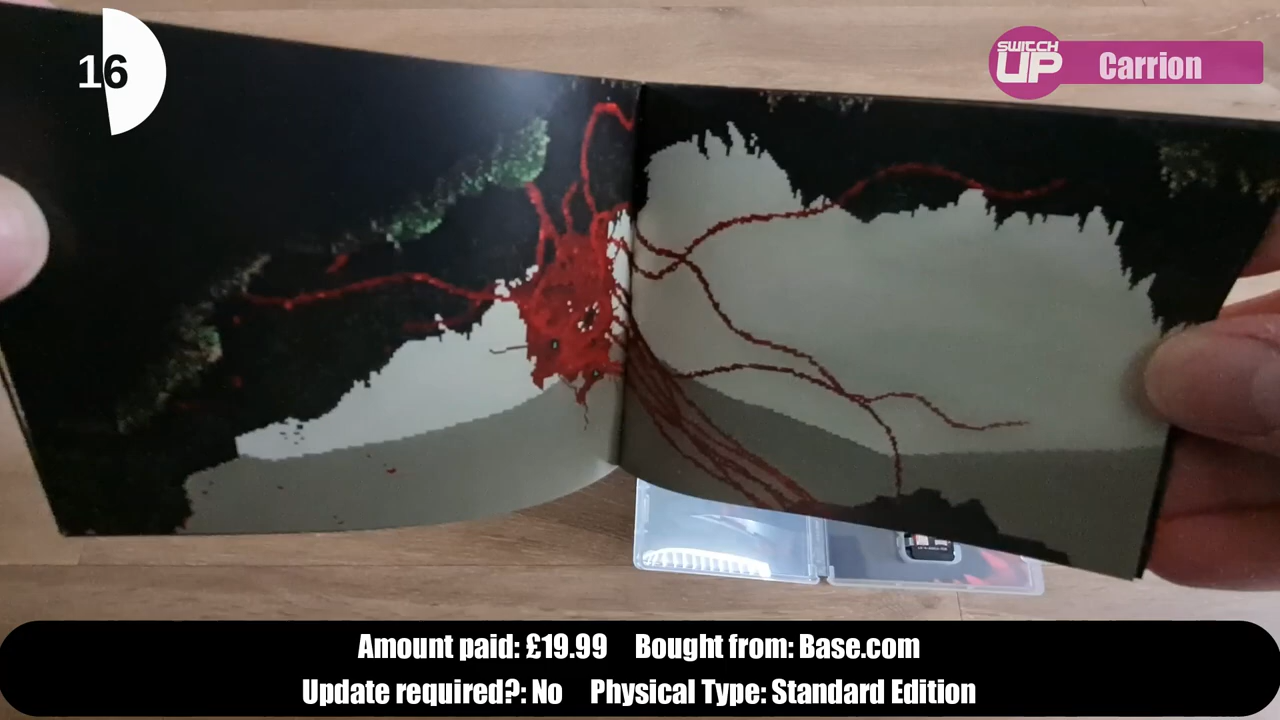 16
SWITCH
UP
Carrion
Amount paid: £19.99 Bought from: Base.com
Update required?: No Physical Type: Standard Edition